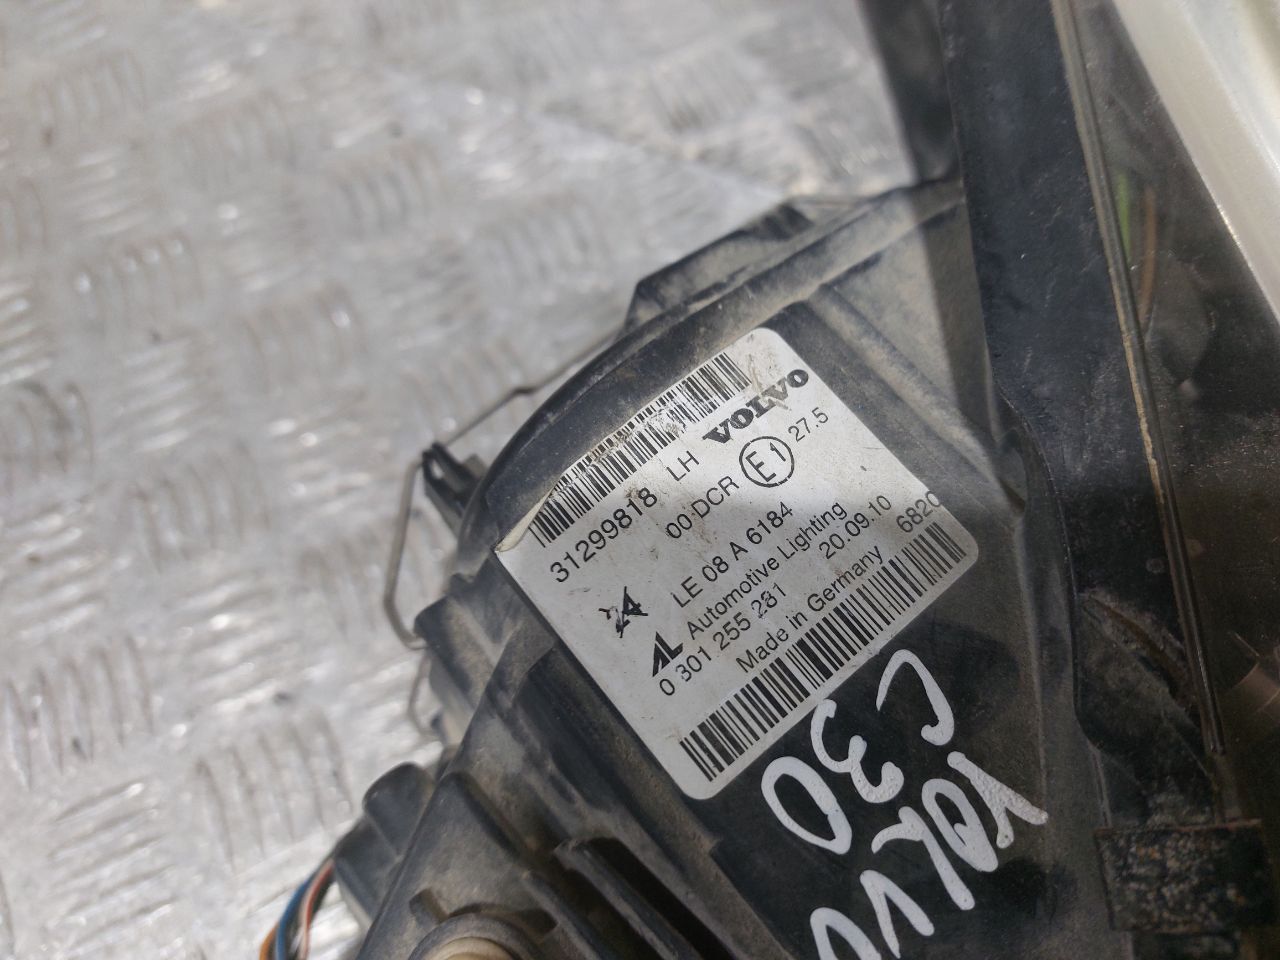 VOLVO
31299818 LH
00 DCR E1 27.5
LE 08 A 6184
AL Automotive Lighting
0 301 255 281 20.09.10
Made in Germany 6820
VOLVO
C30